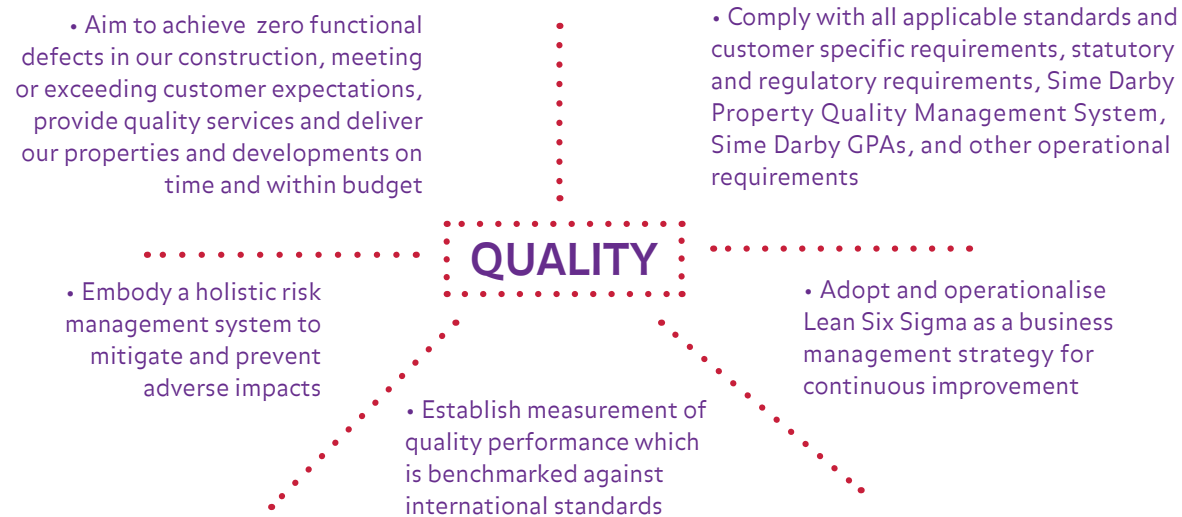 • Aim to achieve zero functional
defects in our construction, meeting
or exceeding customer expectations,
provide quality services and deliver
our properties and developments on
time and within budget
• Comply with all applicable standards and
customer specific requirements, statutory
and regulatory requirements, Sime Darby
Property Quality Management System,
Sime Darby GPAs, and other operational
requirements
QUALITY
• Embody a holistic risk
management system to
mitigate and prevent
adverse impacts
• Adopt and operationalise
Lean Six Sigma as a business
management strategy for
continuous improvement
• Establish measurement of
quality performance which
is benchmarked against
international standards